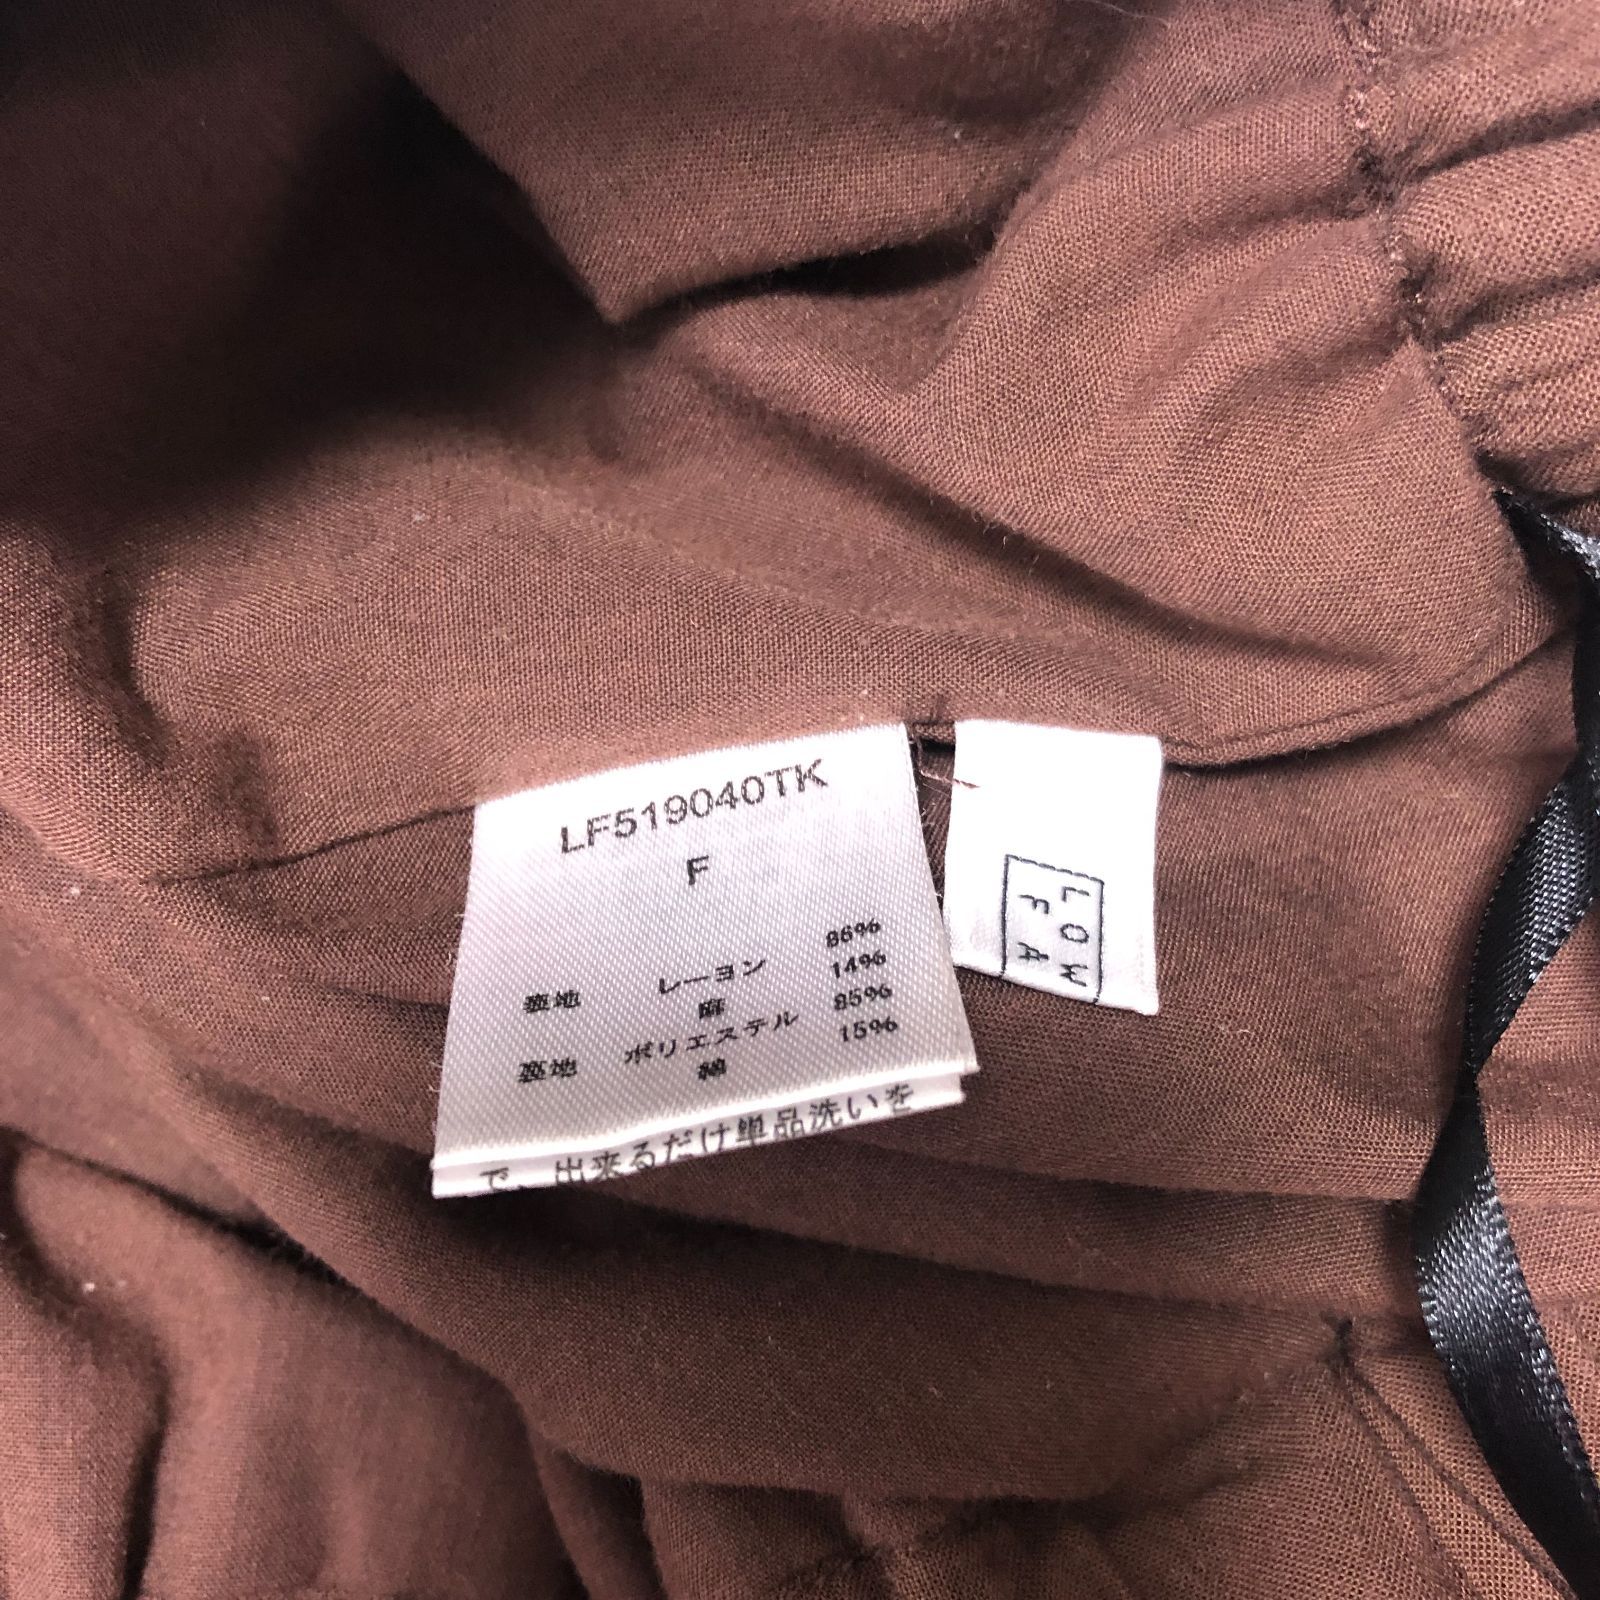 LF519040TK
F
表地 レーヨン 86%
麻 14%
裏地 ポリエステル 85%
綿 15%
で、出来るだけ単品洗いを
LOW
FA